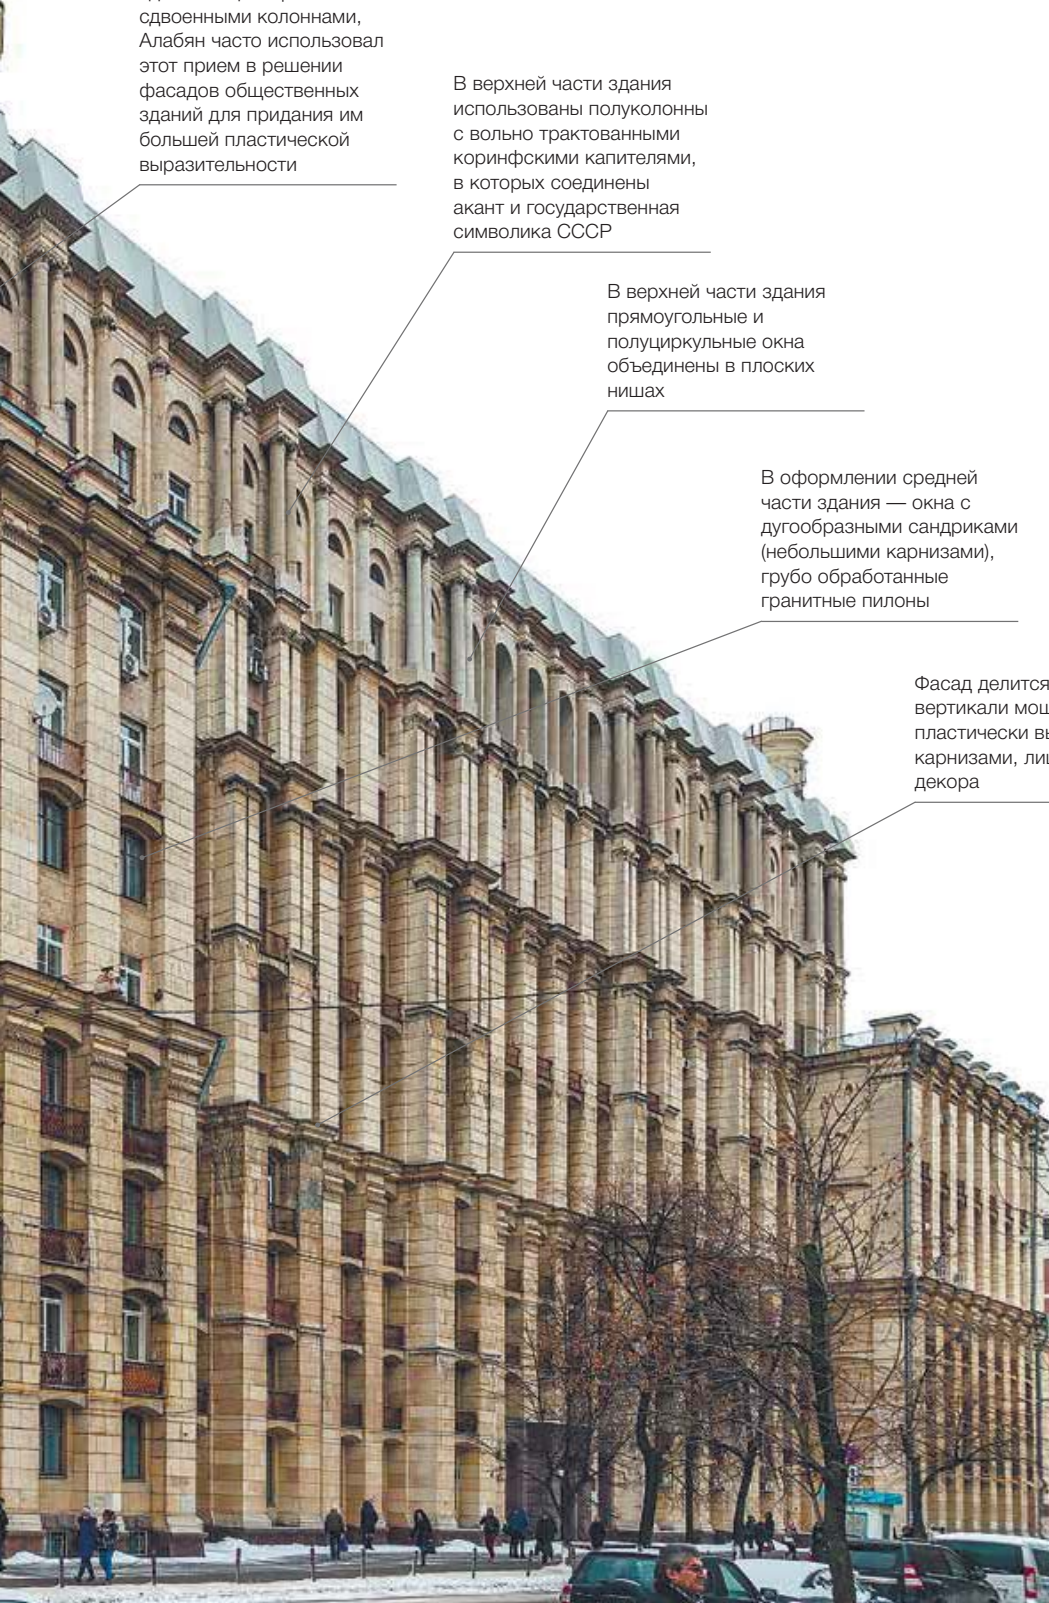 сдвоенными колоннами,
Алабян часто использовал
этот прием в решении
фасадов общественных
зданий для придания им
большей пластической
выразительности
В верхней части здания
использованы полуколонны
с вольно трактованными
коринфскими капителями,
в которых соединены
акант и государственная
символика СССР
В верхней части здания
прямоугольные и
полуциркульные окна
объединены в плоских
нишах
В оформлении средней
части здания — окна с
дугообразными сандриками
(небольшими карнизами),
грубо обработанные
гранитные пилоны
Фасад делится
вертикали мощ
пластически вы
карнизами, ли
декора